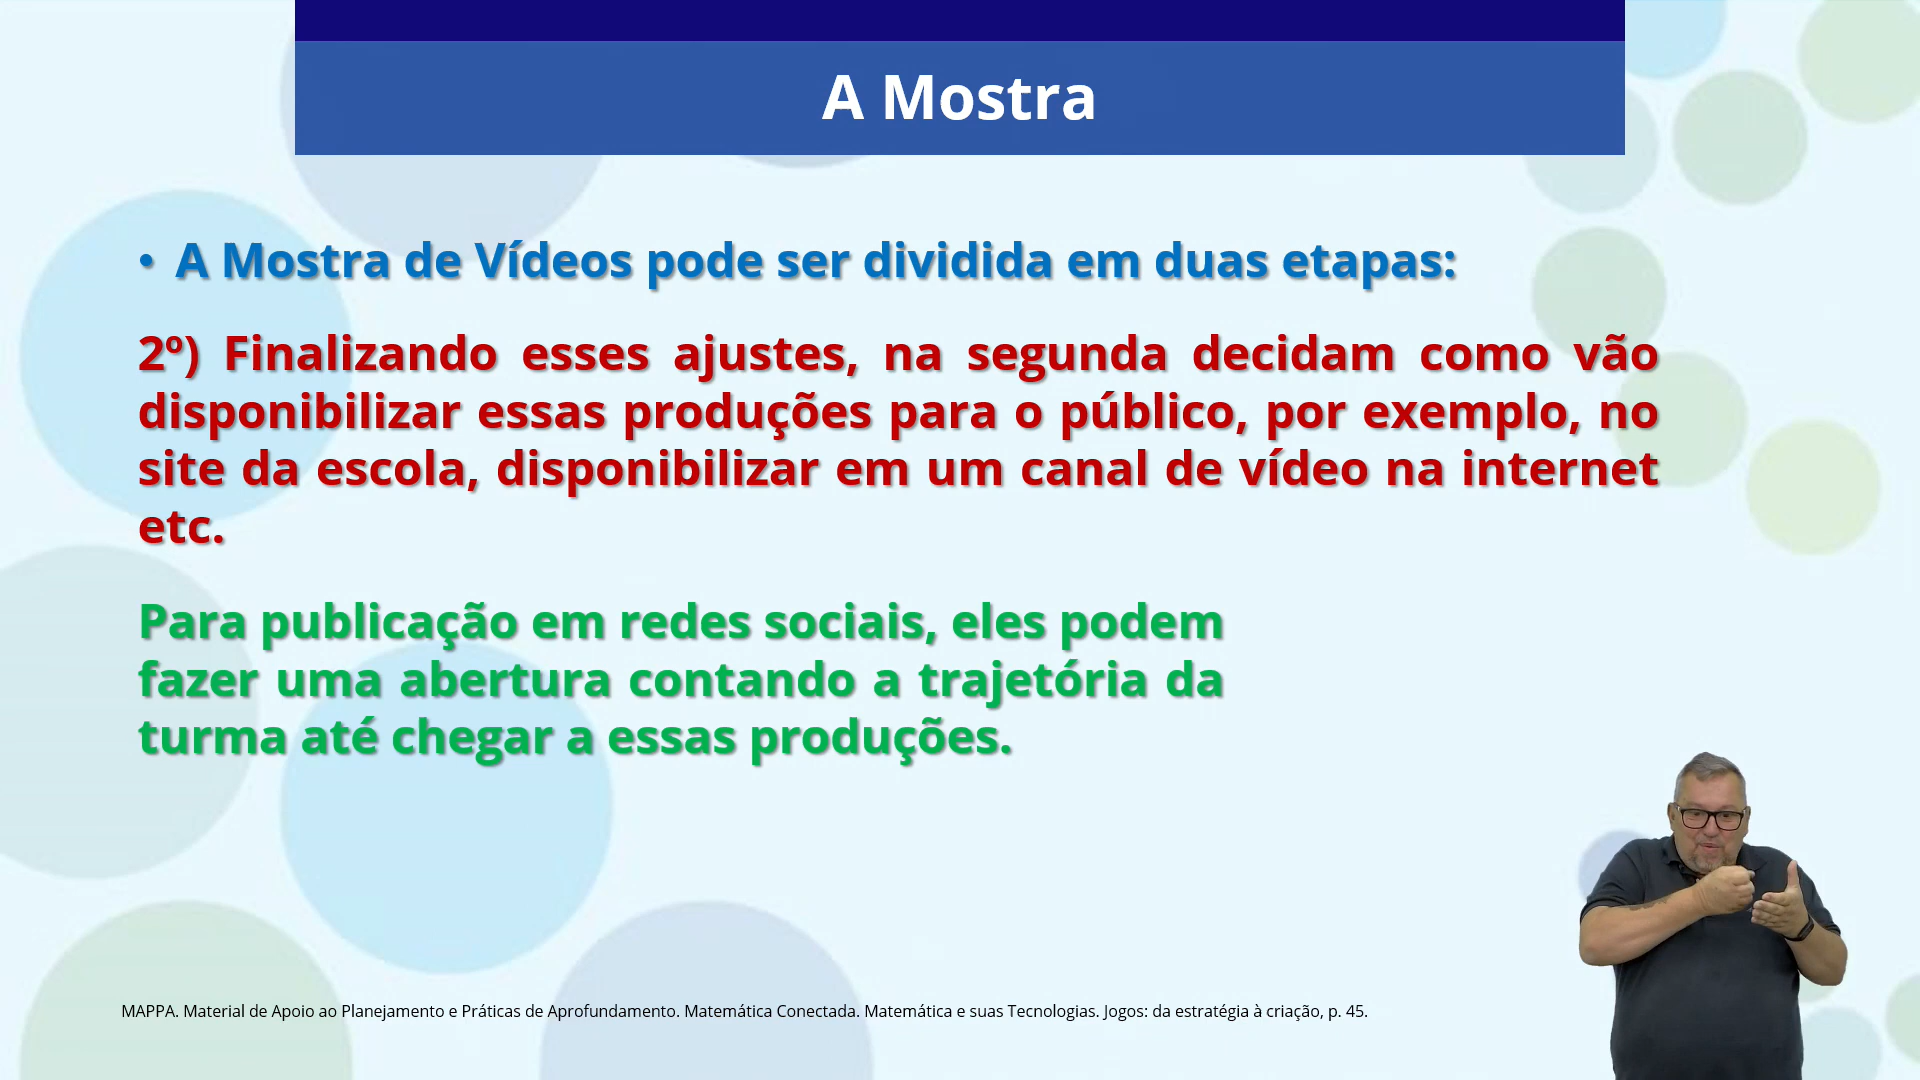 A Mostra
• A Mostra de Vídeos pode ser dividida em duas etapas:
2º) Finalizando esses ajustes, na segunda decidam como vão
disponibilizar essas produções para o público, por exemplo, no
site da escola, disponibilizar em um canal de vídeo na internet
etc.
Para publicação em redes sociais, eles podem
fazer uma abertura contando a trajetória da
turma até chegar a essas produções.
MAPPA. Material de Apoio ao Planejamento e Práticas de Aprofundamento. Matemática Conectada. Matemática e suas Tecnologias. Jogos: da estratégia à criação, p. 45.